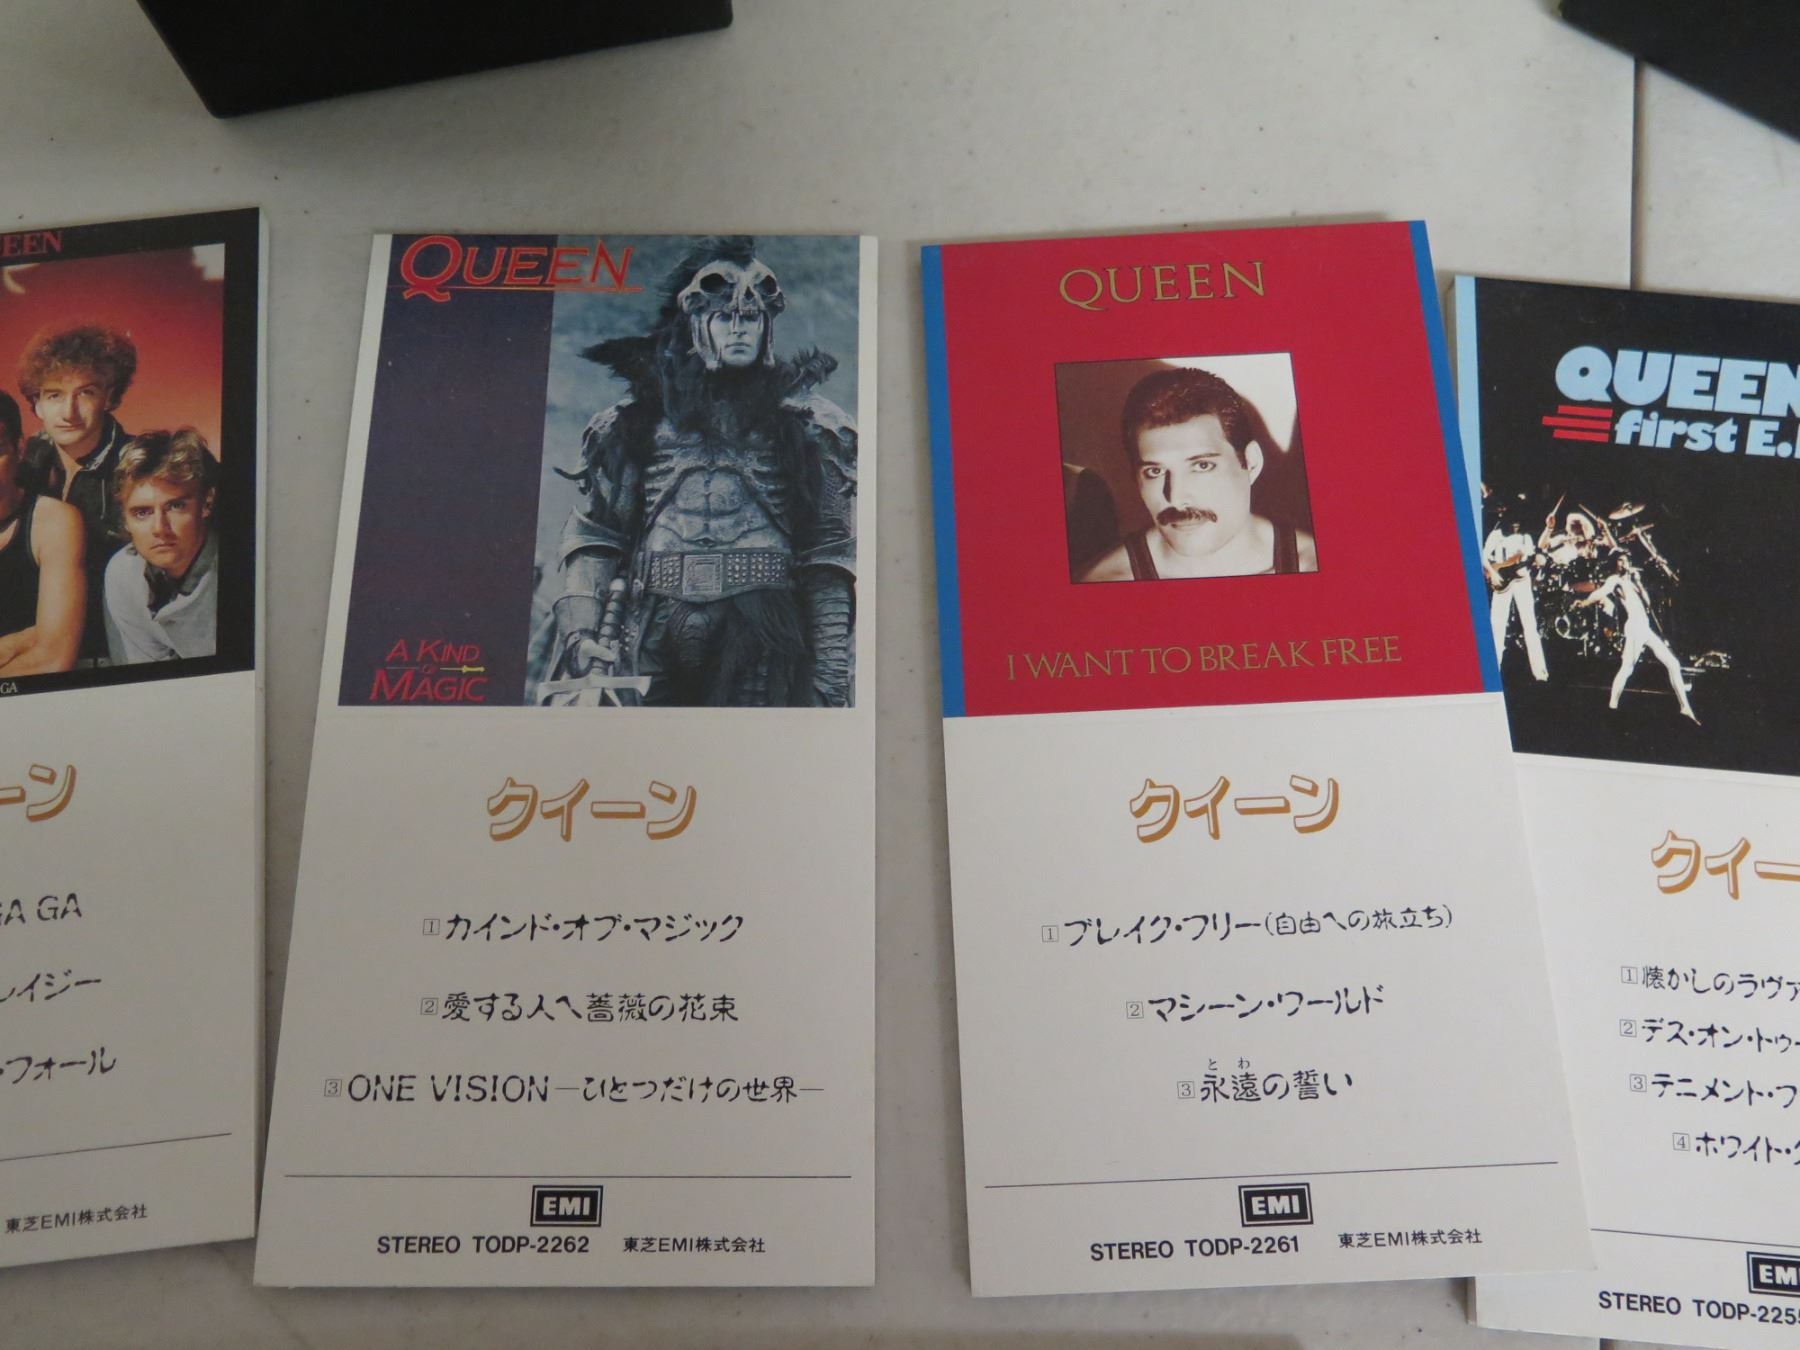 GA GA
東芝EMI株式会社
QUEEN
A KIND
OF
MAGIC
クイーン
1 カインド・オブ・マジック
2 愛する人へ薔薇の花束
3 ONE VISION—ひとつだけの世界—
EMI
STEREO TODP-2262 東芝EMI株式会社
QUEEN
I WANT TO BREAK FREE
クイーン
1 ブレイク・フリー(自由への旅立ち)
2 マシーン・ワールド
とわ
3 永遠の誓い
EMI
STEREO TODP-2261 東芝EMI株式会社
QUEEN
first E.
クイー
1 懐かしのラヴァ
2 デス・オン・トゥー
3 テニメント・フ
4 ホワイト・ク
EMI
STEREO TODP-2255